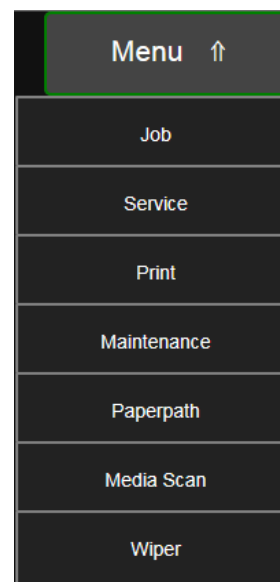 Menu ⇑
Job
Service
Print
Maintenance
Paperpath
Media Scan
Wiper